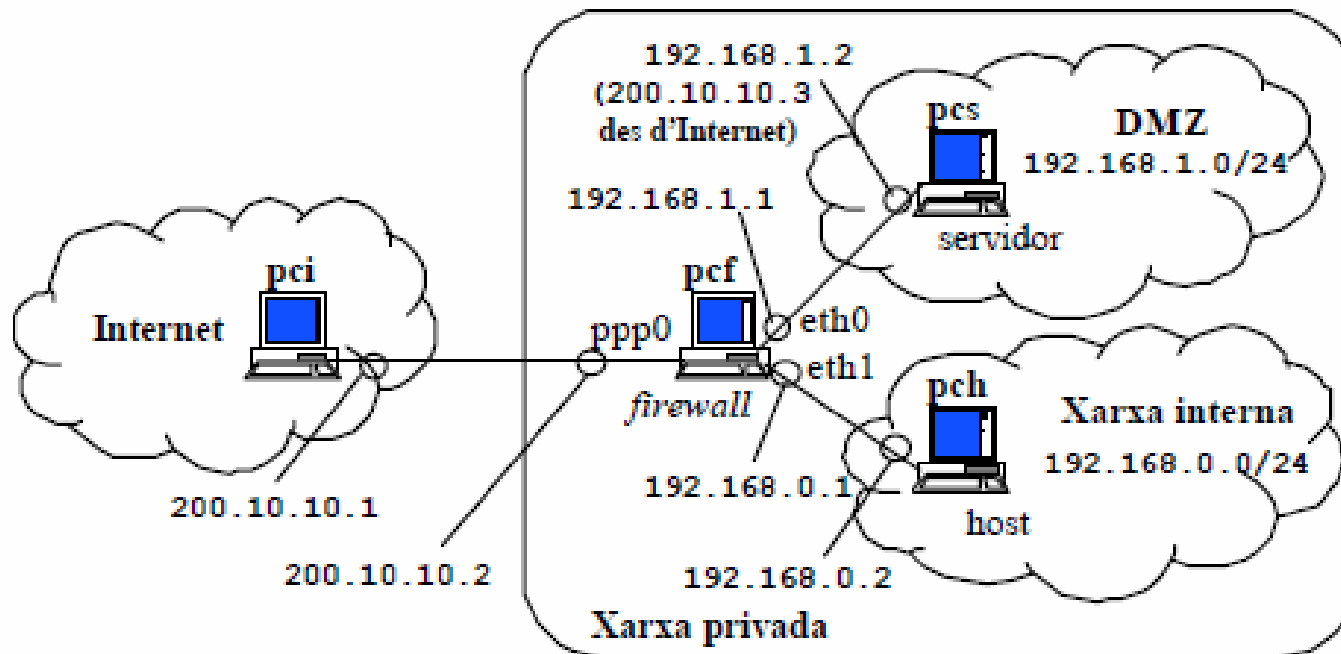 192.168.1.2
(200.10.10.3
des d'Internet)
pcs
DMZ
192.168.1.0/24
servidor
192.168.1.1
pci
Internet
pcf
ppp0
eth0
eth1
firewall
pch
Xarxa interna
192.168.0.0/24
host
200.10.10.1
192.168.0.1
200.10.10.2
192.168.0.2
Xarxa privada